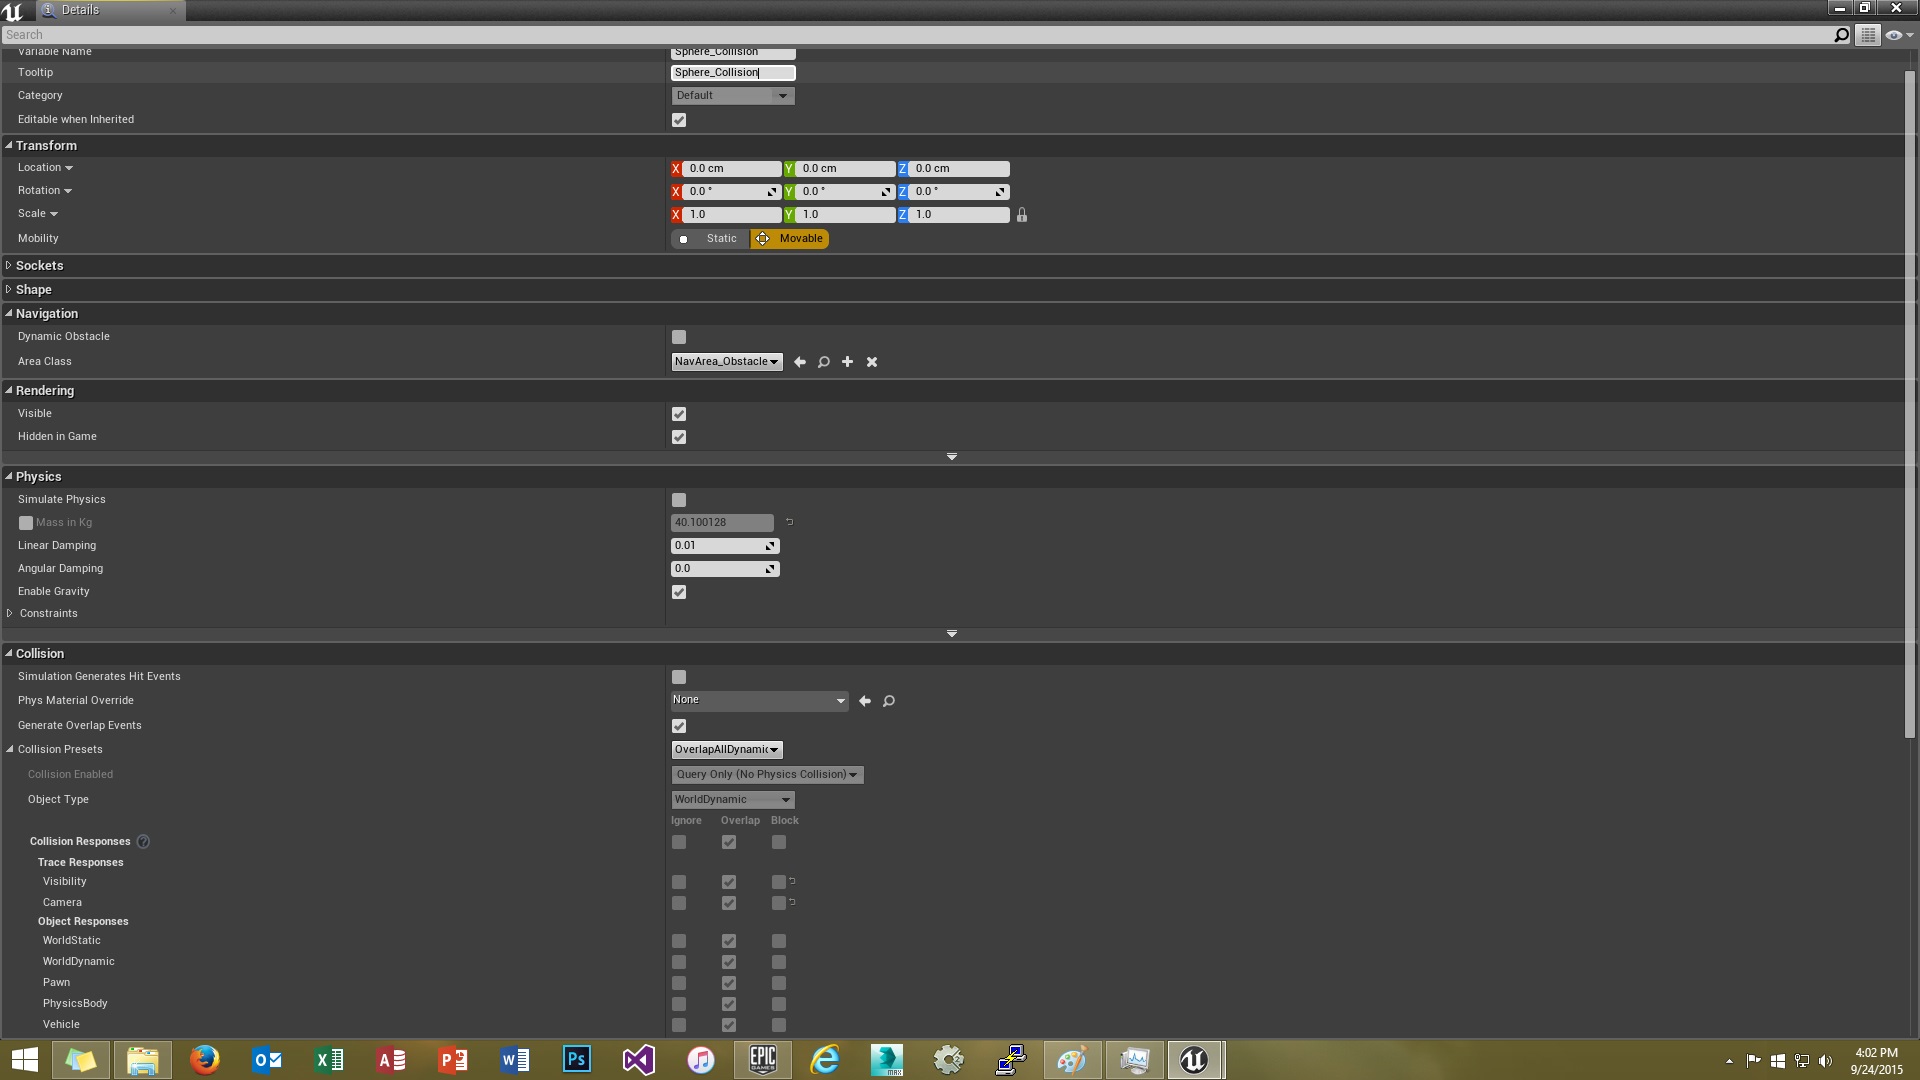 Details
Search
Variable Name Sphere_Collision
Tooltip Sphere_Collision
Category Default
Editable when Inherited
Transform
Location X 0.0 cm Y 0.0 cm Z 0.0 cm
Rotation X 0.0 ° Y 0.0 ° Z 0.0 °
Scale X 1.0 Y 1.0 Z 1.0
Mobility Static Movable
Sockets
Shape
Navigation
Dynamic Obstacle
Area Class NavArea_Obstacle
Rendering
Visible
Hidden in Game
Physics
Simulate Physics
Mass in Kg 40.100128
Linear Damping 0.01
Angular Damping 0.0
Enable Gravity
Constraints
Collision
Simulation Generates Hit Events
Phys Material Override None
Generate Overlap Events
Collision Presets OverlapAllDynamic
Collision Enabled Query Only (No Physics Collision)
Object Type WorldDynamic
Ignore Overlap Block
Collision Responses ?
Trace Responses
Visibility
Camera
Object Responses
WorldStatic
WorldDynamic
Pawn
PhysicsBody
Vehicle
EPIC GAMES
Ps
MAX
4:02 PM
9/24/2015